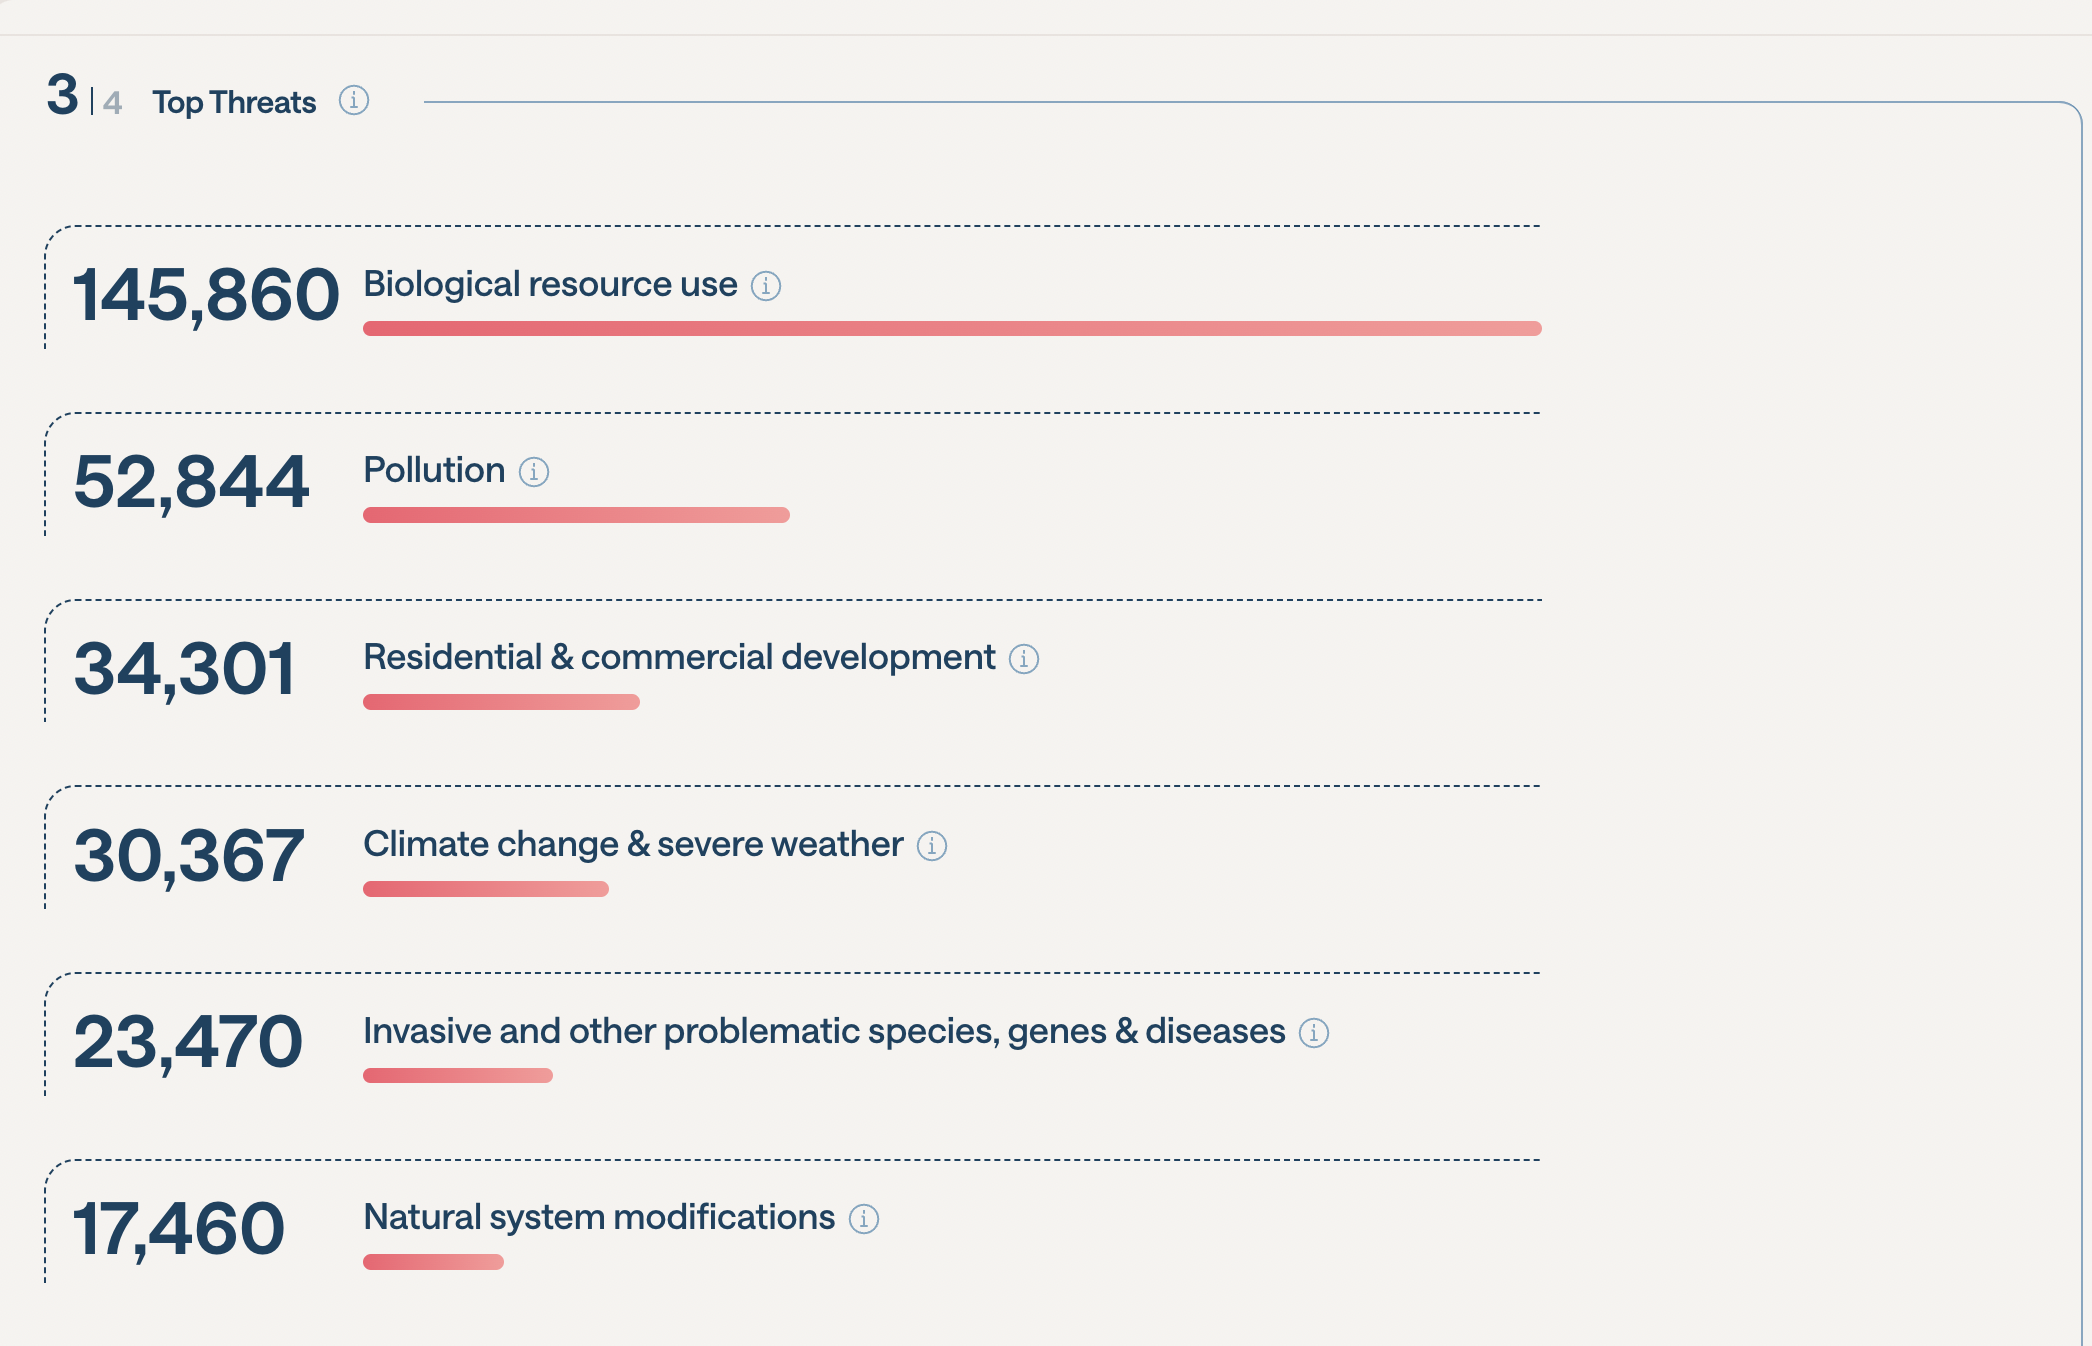 3 | 4 Top Threats
145,860 Biological resource use
52,844 Pollution
34,301 Residential & commercial development
30,367 Climate change & severe weather
23,470 Invasive and other problematic species, genes & diseases
17,460 Natural system modifications